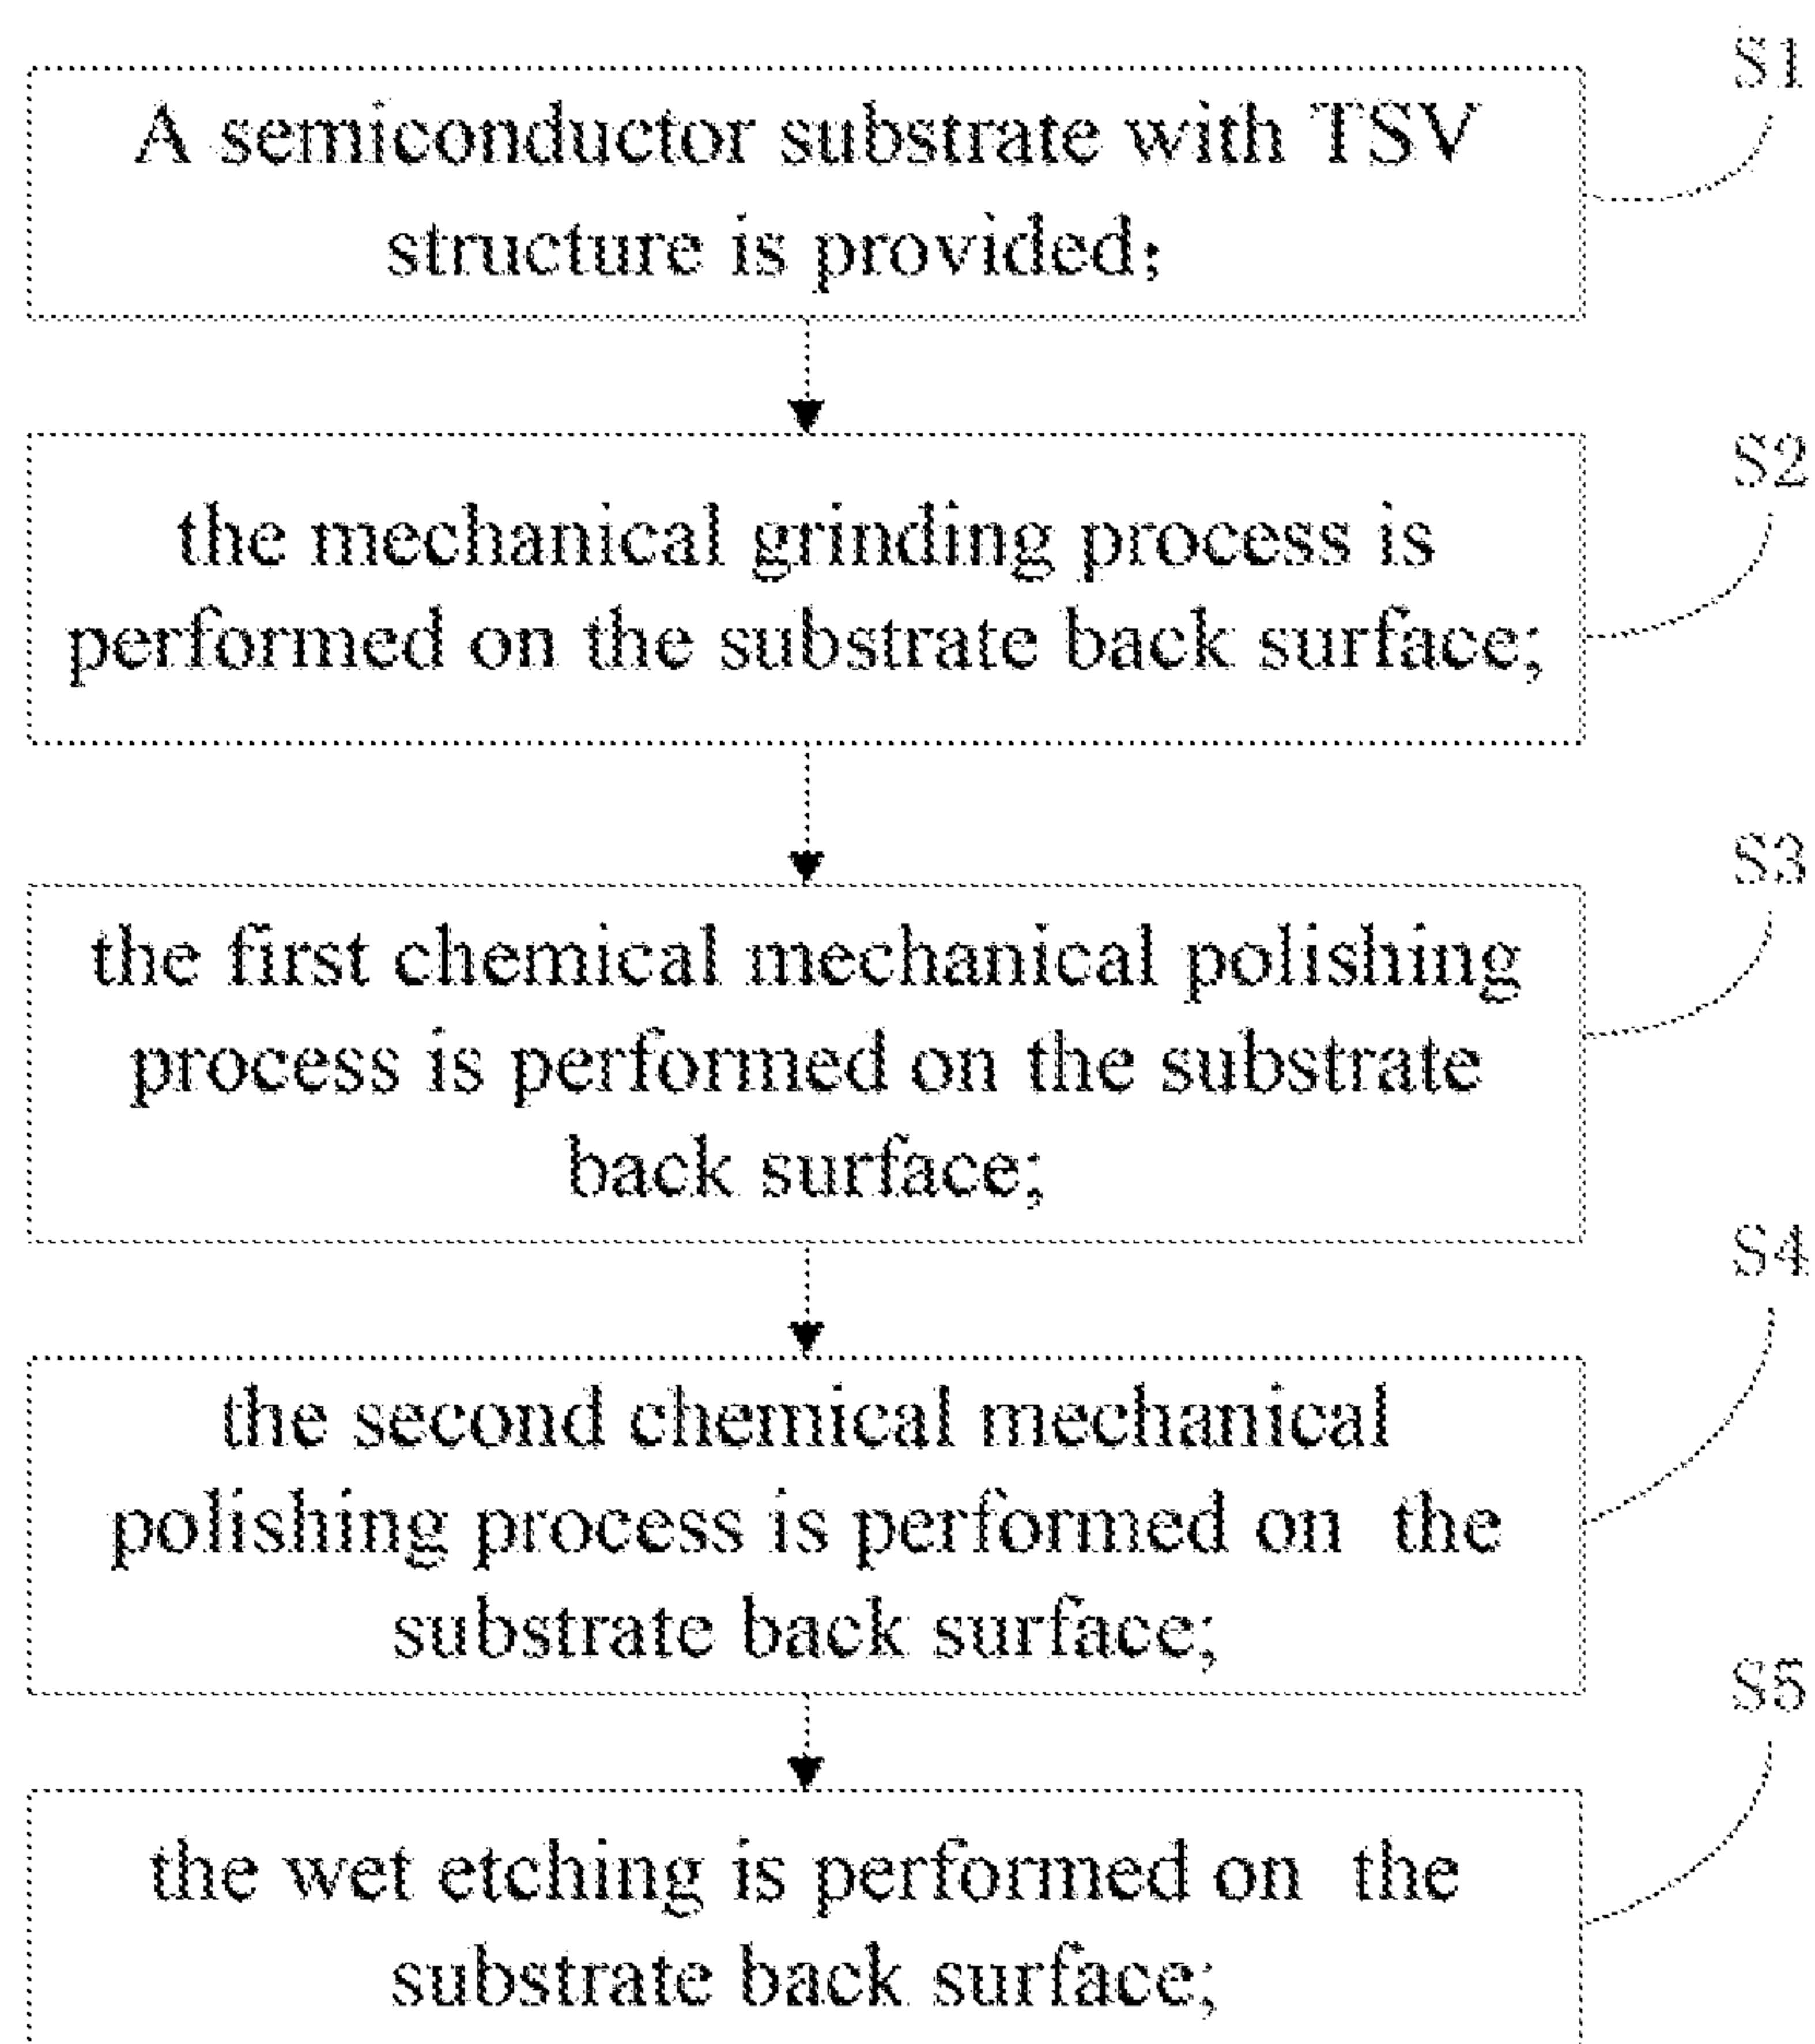 S1
A semiconductor substrate with TSV
structure is provided;
S2
the mechanical grinding process is
performed on the substrate back surface;
S3
the first chemical mechanical polishing
process is performed on the substrate
back surface;
S4
the second chemical mechanical
polishing process is performed on the
substrate back surface;
S5
the wet etching is performed on the
substrate back surface;